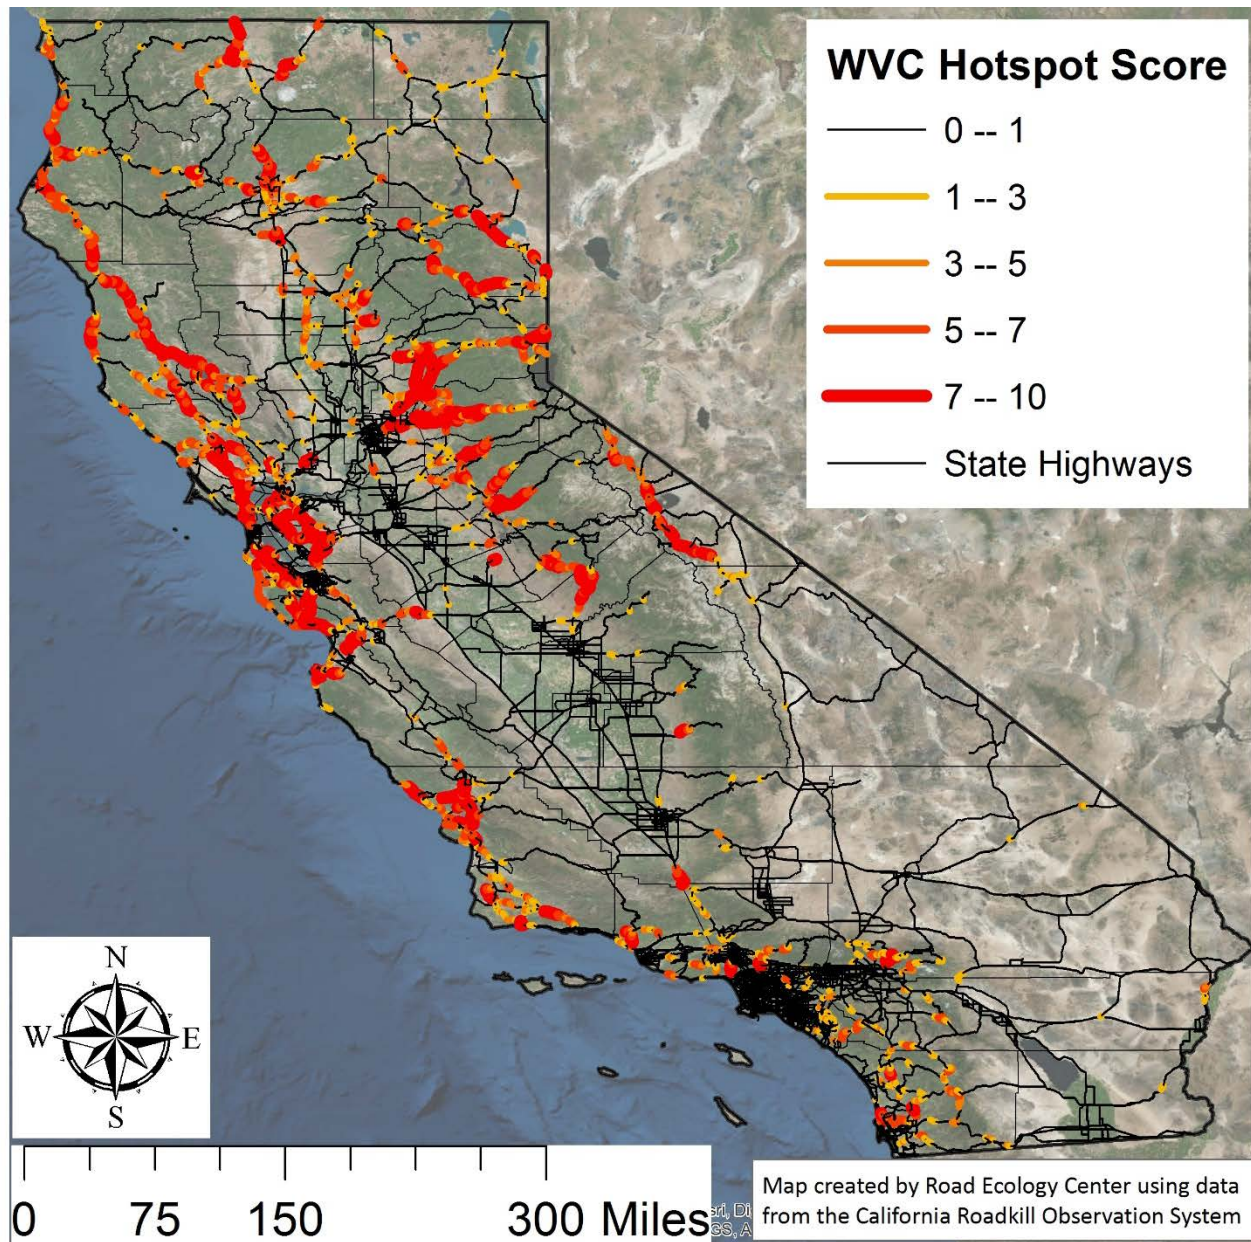 WVC Hotspot Score
0 -- 1
1 -- 3
3 -- 5
5 -- 7
7 -- 10
State Highways
N
W E
S
0 75 150 300 Miles
Map created by Road Ecology Center using data
from the California Roadkill Observation System